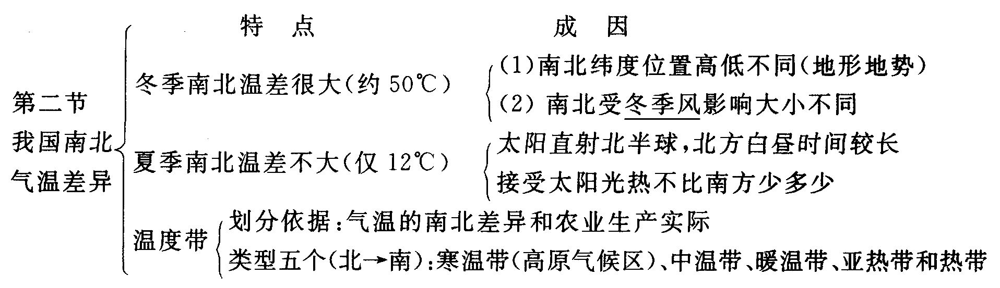 特 点 成 因
第二节
我国南北
气温差异
冬季南北温差很大(约 50℃)
(1)南北纬度位置高低不同(地形地势)
(2) 南北受冬季风影响大小不同
夏季南北温差不大(仅 12℃)
太阳直射北半球,北方白昼时间较长
接受太阳光热不比南方少多少
温度带
划分依据:气温的南北差异和农业生产实际
类型五个(北→南):寒温带(高原气候区)、中温带、暖温带、亚热带和热带